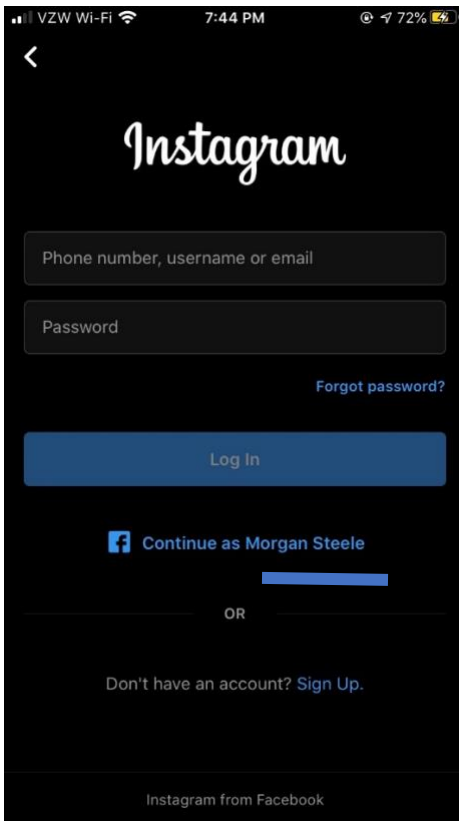 VZW Wi-Fi 7:44 PM 72%
Instagram
Phone number, username or email
Password
Forgot password?
Log In
Continue as Morgan Steele
OR
Don't have an account? Sign Up.
Instagram from Facebook